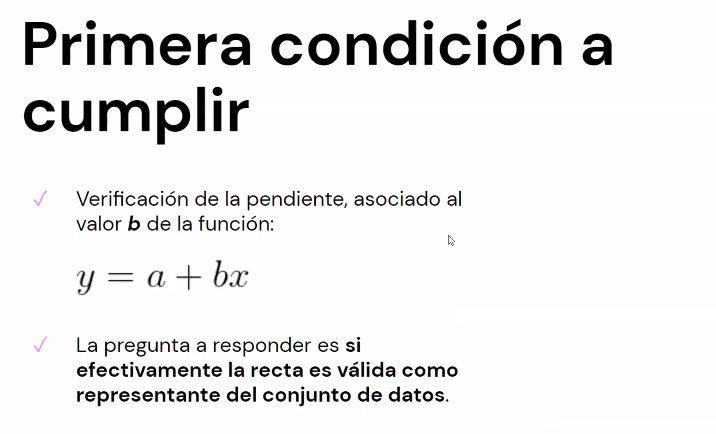 Primera condición a
cumplir
✓ Verificación de la pendiente, asociado al
valor b de la función:
y = a + bx
✓ La pregunta a responder es si
efectivamente la recta es válida como
representante del conjunto de datos.